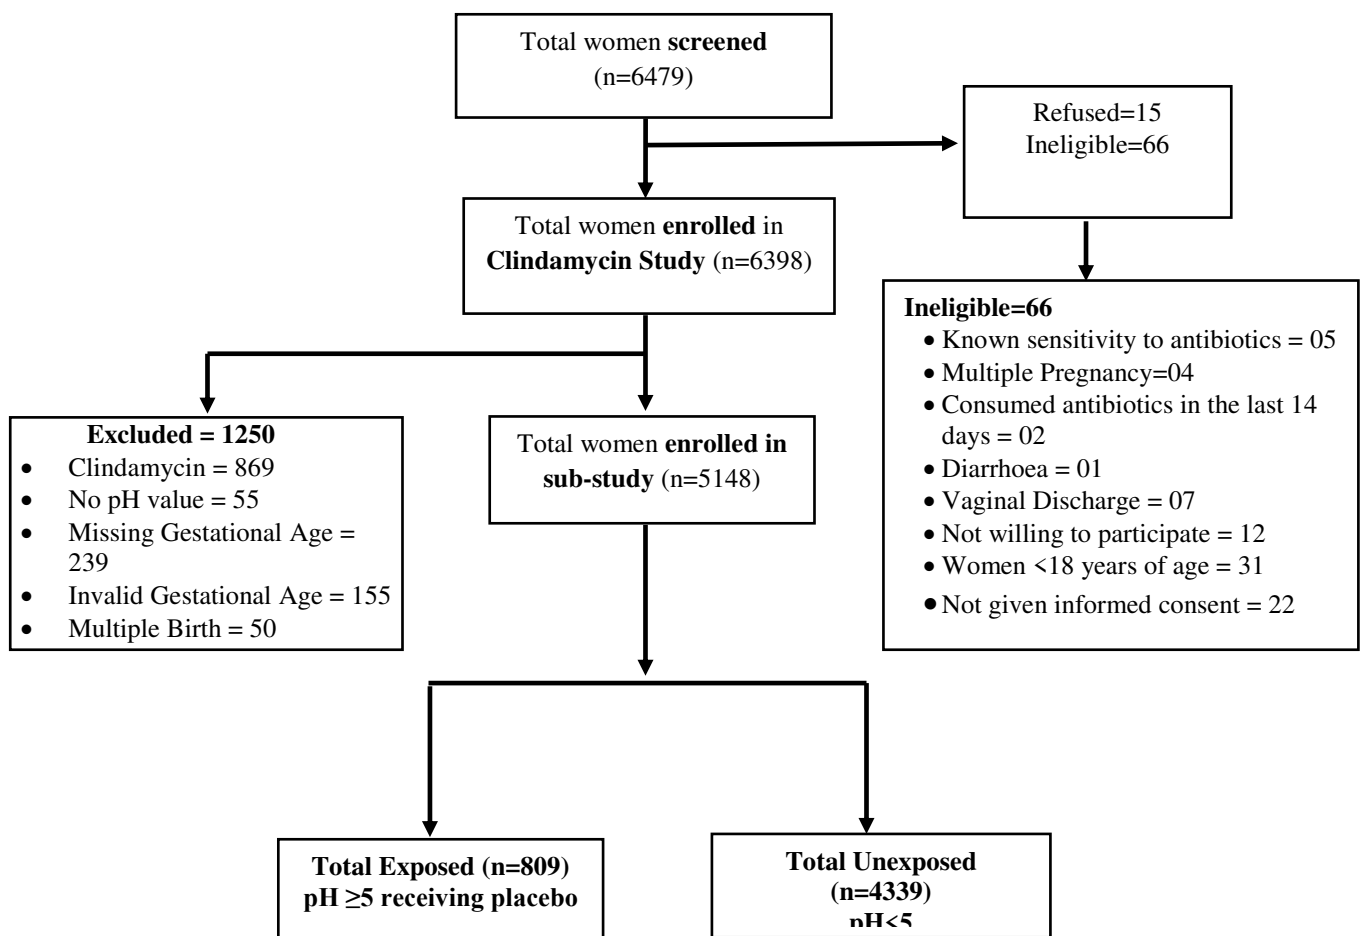 Total women screened
(n=6479)
Refused=15
Ineligible=66
Total women enrolled in
Clindamycin Study (n=6398)
Ineligible=66
• Known sensitivity to antibiotics = 05
• Multiple Pregnancy=04
• Consumed antibiotics in the last 14
days = 02
• Diarrhoea = 01
• Vaginal Discharge = 07
• Not willing to participate = 12
• Women <18 years of age = 31
• Not given informed consent = 22
Excluded = 1250
• Clindamycin = 869
• No pH value = 55
• Missing Gestational Age =
239
• Invalid Gestational Age = 155
• Multiple Birth = 50
Total women enrolled in
sub-study (n=5148)
Total Exposed (n=809)
pH ≥5 receiving placebo
Total Unexposed
(n=4339)
pH<5